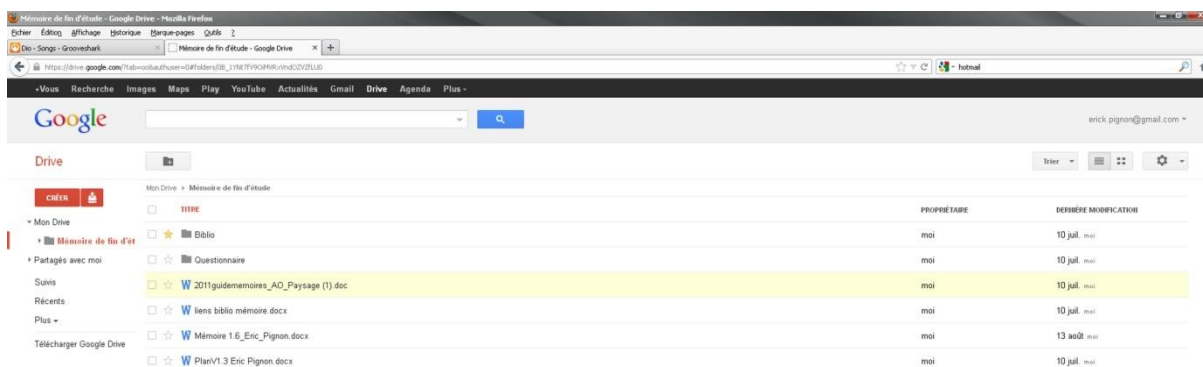 Mémoire de fin d'étude - Google Drive - Mozilla Firefox
Fichier Édition Affichage Historique Marque-pages Outils ?
Dio - Songs - Grooveshark × Mémoire de fin d'étude - Google Drive × +
hotmail
+Vous Recherche Images Maps Play YouTube Actualités Gmail Drive Agenda Plus
Google erick.pignon@gmail.com
Drive Trier
CRÉER Mon Drive Mémoire de fin d'étude
TITRE PROPRIÉTAIRE DERNIÈRE MODIFICATION
Mon Drive
Biblio moi 10 juil. moi
Mémoire de fin d'ét
Partagés avec moi Questionnaire moi 10 juil. moi
Suivis 2011guidememoires_AO_Paysage (1).doc moi 10 juil. moi
Récents liens biblio mémoire.docx moi 10 juil. moi
Plus
Mémoire 1.6_Eric_Pignon.docx moi 13 août moi
Télécharger Google Drive
PlanV1.3 Eric Pignon.docx moi 10 juil. moi